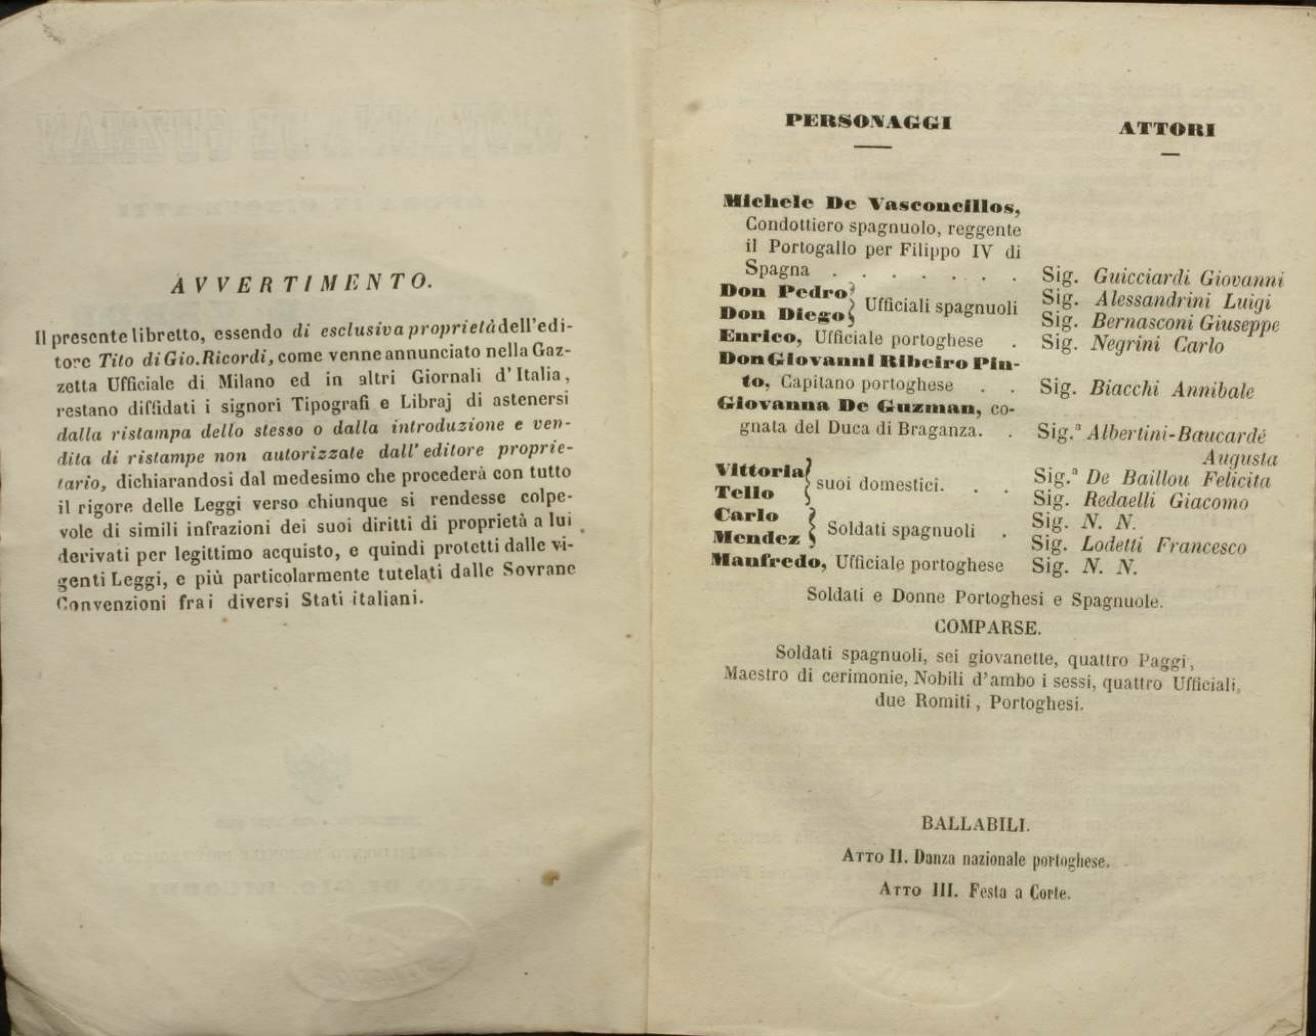 AVVERTIMENTO.
Il presente libretto, essendo di esclusiva proprietà dell'edi-
tore Tito di Gio. Ricordi, come venne annunciato nella Gaz-
zetta Ufficiale di Milano ed in altri Giornali d'Italia,
restano diffidati i signori Tipografi e Libraj di astenersi
dalla ristampa dello stesso o dalla introduzione e ven-
dita di ristampe non autorizzate dall'editore proprie-
tario, dichiarandosi dal medesimo che procederà con tutto
il rigore delle Leggi verso chiunque si rendesse colpe-
vole di simili infrazioni dei suoi diritti di proprietà a lui
derivati per legittimo acquisto, e quindi protetti dalle vi-
genti Leggi, e più particolarmente tutelati dalle Sovrane
Convenzioni fra i diversi Stati italiani.
PERSONAGGI ATTORI
Michele De Vasconcillos,
Condottiero spagnuolo, reggente
il Portogallo per Filippo IV di
Spagna . . . . . . . Sig. Guicciardi Giovanni
Don Pedro } Ufficiali spagnuoli Sig. Alessandrini Luigi
Don Diego } Sig. Bernasconi Giuseppe
Enrico, Ufficiale portoghese . Sig. Negrini Carlo
Don Giovanni Ribeiro Pin-
to, Capitano portoghese . . Sig. Biacchi Annibale
Giovanna De Guzman, co-
gnata del Duca di Braganza. . Sig.ª Albertini-Baucardé
Augusta
Vittoria } suoi domestici. . . Sig.ª De Baillou Felicita
Tello } Sig. Redaelli Giacomo
Carlo } Soldati spagnuoli . Sig. N. N.
Mendez } Sig. Lodetti Francesco
Manfredo, Ufficiale portoghese Sig. N. N.
Soldati e Donne Portoghesi e Spagnuole.
COMPARSE.
Soldati spagnuoli, sei giovanette, quattro Paggi,
Maestro di cerimonie, Nobili d'ambo i sessi, quattro Ufficiali,
due Romiti, Portoghesi.
BALLABILI.
ATTO II. Danza nazionale portoghese.
ATTO III. Festa a Corte.